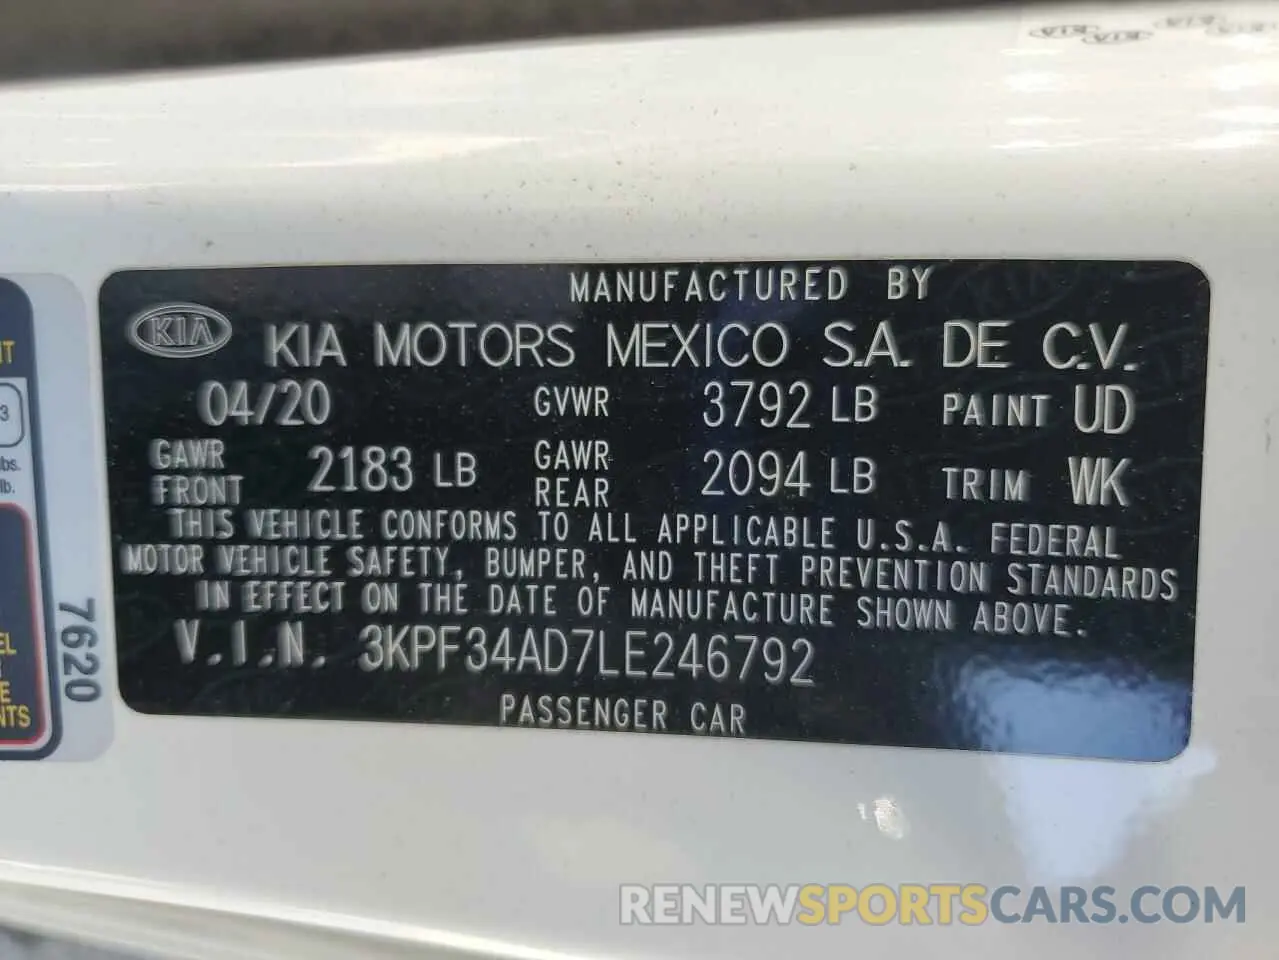 MANUFACTURED BY
KIA KIA MOTORS MEXICO S.A. DE C.V.
04/20 GVWR 3792 LB PAINT UD
GAWR FRONT 2183 LB GAWR REAR 2094 LB TRIM WK
THIS VEHICLE CONFORMS TO ALL APPLICABLE U.S.A. FEDERAL
MOTOR VEHICLE SAFETY, BUMPER, AND THEFT PREVENTION STANDARDS
IN EFFECT ON THE DATE OF MANUFACTURE SHOWN ABOVE.
V.I.N. 3KPF34AD7LE246792
PASSENGER CAR
7620
RENEWSPORTSCARS.COM